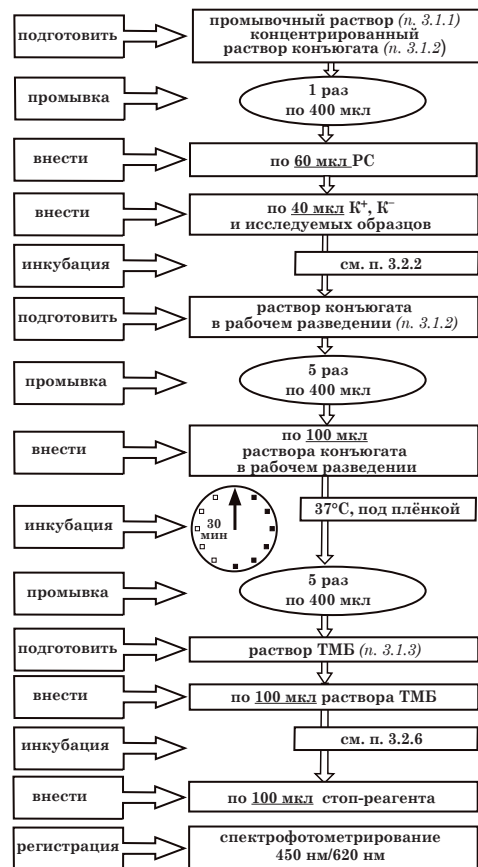 подготовить
промывочный раствор (п. 3.1.1)
концентрированный
раствор конъюгата (п. 3.1.2)
промывка
1 раз
по 400 мкл
внести
по 60 мкл РС
внести
по 40 мкл К⁺, К⁻
и исследуемых образцов
инкубация
см. п. 3.2.2
подготовить
раствор конъюгата
в рабочем разведении (п. 3.1.2)
промывка
5 раз
по 400 мкл
внести
по 100 мкл
раствора конъюгата
в рабочем разведении
инкубация
30
мин
37°С, под плёнкой
промывка
5 раз
по 400 мкл
подготовить
раствор ТМБ (п. 3.1.3)
внести
по 100 мкл раствора ТМБ
инкубация
см. п. 3.2.6
внести
по 100 мкл стоп-реагента
регистрация
спектрофотометрирование
450 нм/620 нм